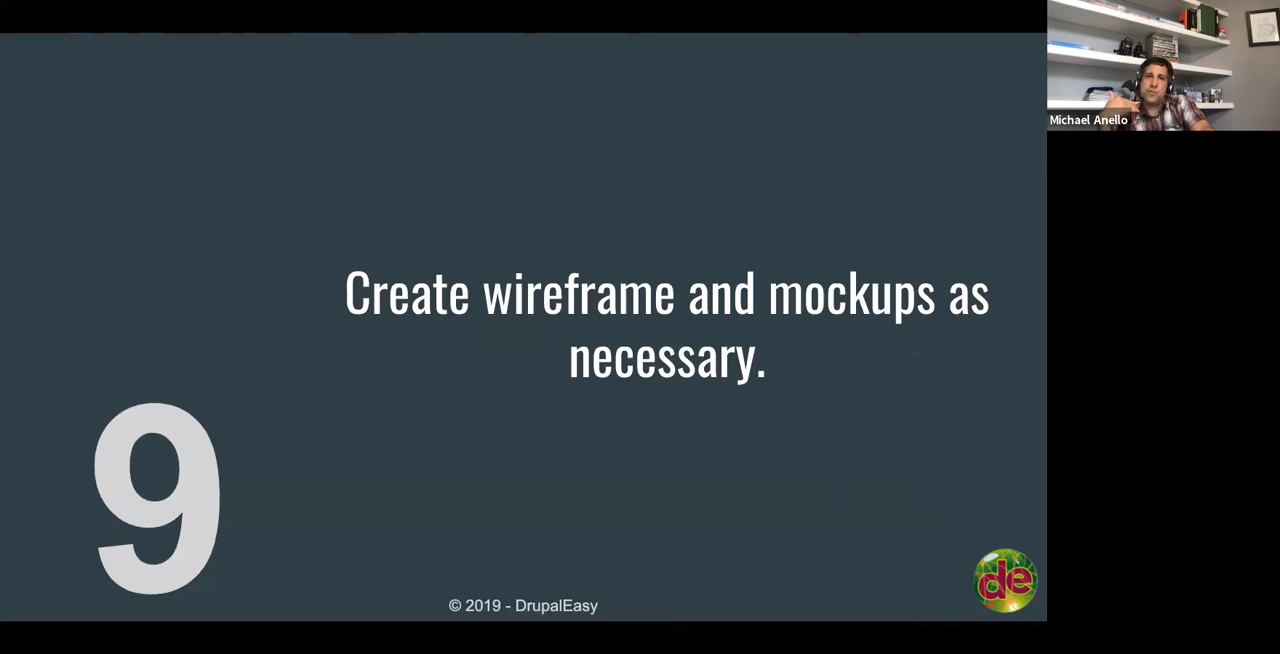 Michael Anello
Create wireframe and mockups as
necessary.
9
© 2019 - DrupalEasy
de